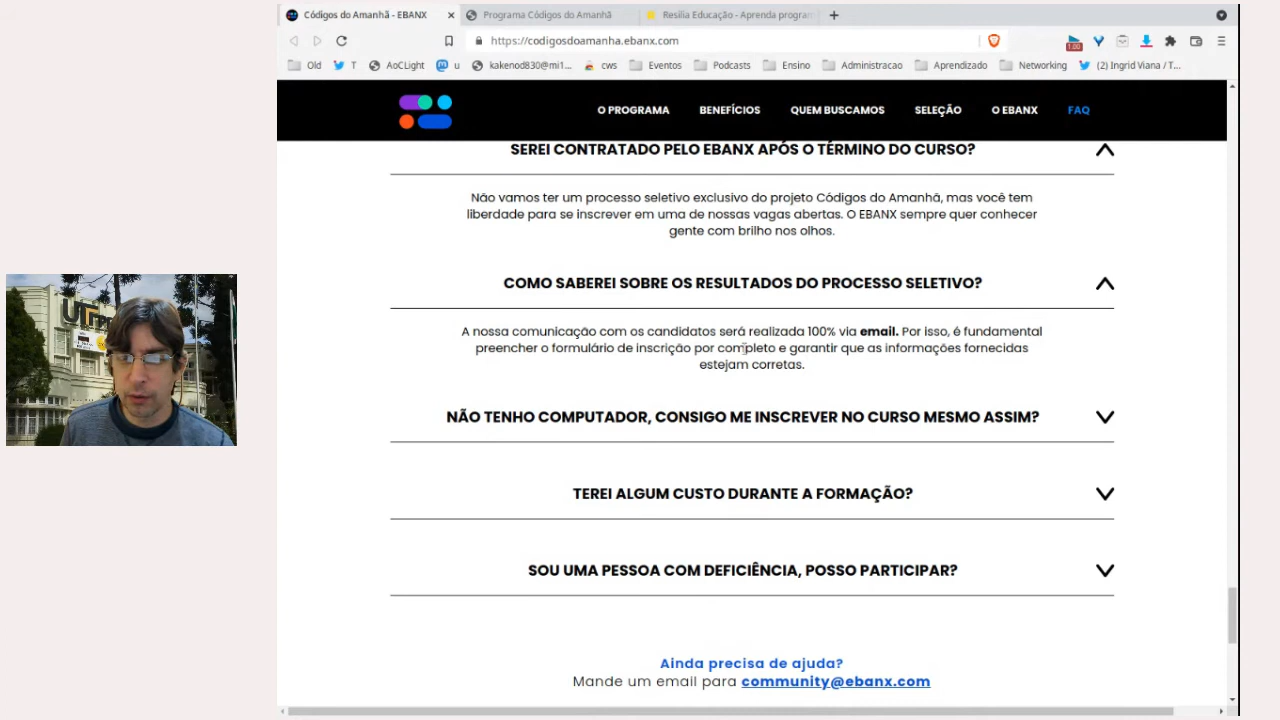 Códigos do Amanhã - EBANX
Programa Códigos do Amanhã
Resilia Educação - Aprenda progran
https://codigosdoamanha.ebanx.com
1.00
Old
T
AoCLight
u
kakenod830@mi1...
cws
Eventos
Podcasts
Ensino
Administracao
Aprendizado
Networking
(2) Ingrid Viana / T...
O PROGRAMA
BENEFÍCIOS
QUEM BUSCAMOS
SELEÇÃO
O EBANX
FAQ
SEREI CONTRATADO PELO EBANX APÓS O TÉRMINO DO CURSO?
Não vamos ter um processo seletivo exclusivo do projeto Códigos do Amanhã, mas você tem
liberdade para se inscrever em uma de nossas vagas abertas. O EBANX sempre quer conhecer
gente com brilho nos olhos.
COMO SABEREI SOBRE OS RESULTADOS DO PROCESSO SELETIVO?
A nossa comunicação com os candidatos será realizada 100% via email. Por isso, é fundamental
preencher o formulário de inscrição por completo e garantir que as informações fornecidas
estejam corretas.
NÃO TENHO COMPUTADOR, CONSIGO ME INSCREVER NO CURSO MESMO ASSIM?
TEREI ALGUM CUSTO DURANTE A FORMAÇÃO?
SOU UMA PESSOA COM DEFICIÊNCIA, POSSO PARTICIPAR?
Ainda precisa de ajuda?
Mande um email para community@ebanx.com